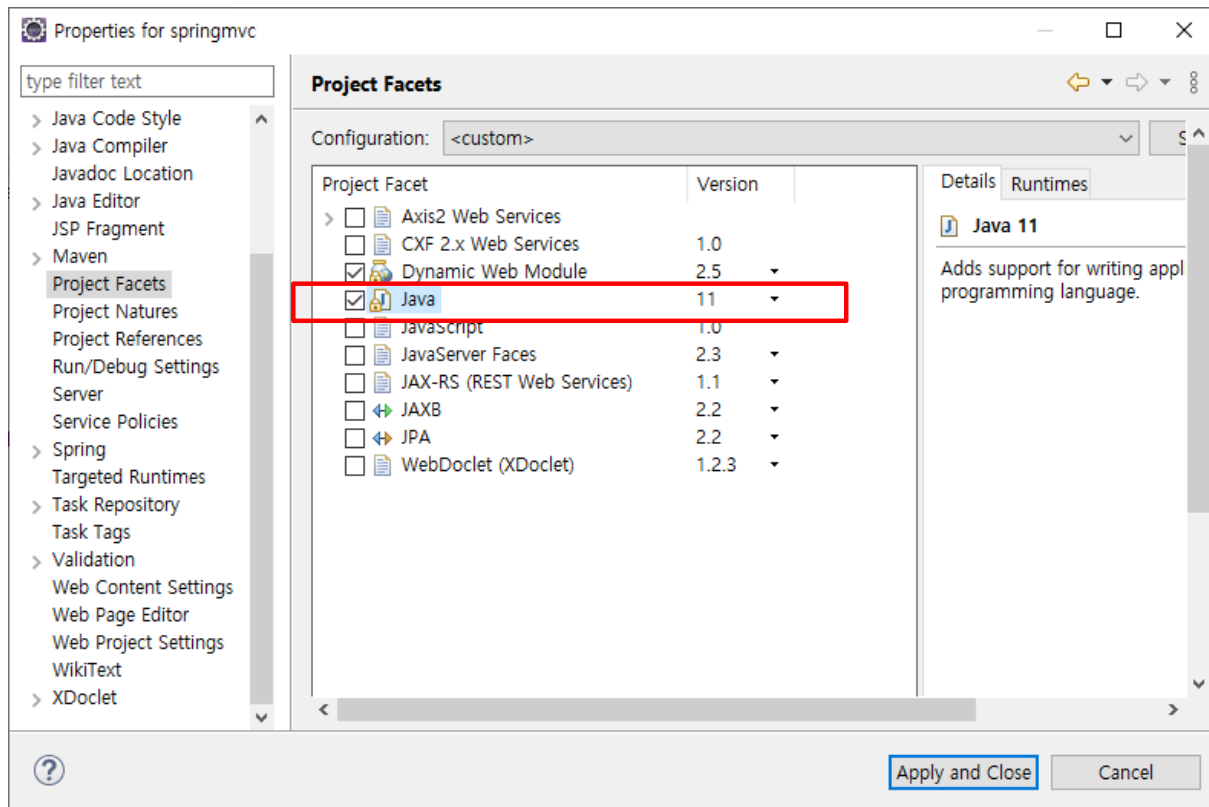 Properties for springmvc
type filter text
Java Code Style
Java Compiler
Javadoc Location
Java Editor
JSP Fragment
Maven
Project Facets
Project Natures
Project References
Run/Debug Settings
Server
Service Policies
Spring
Targeted Runtimes
Task Repository
Task Tags
Validation
Web Content Settings
Web Page Editor
Web Project Settings
WikiText
XDoclet
Project Facets
Configuration: <custom>
Project Facet Version
Axis2 Web Services
CXF 2.x Web Services 1.0
Dynamic Web Module 2.5
Java 11
JavaScript 1.0
JavaServer Faces 2.3
JAX-RS (REST Web Services) 1.1
JAXB 2.2
JPA 2.2
WebDoclet (XDoclet) 1.2.3
Details Runtimes
Java 11
Adds support for writing appl
programming language.
Apply and Close Cancel